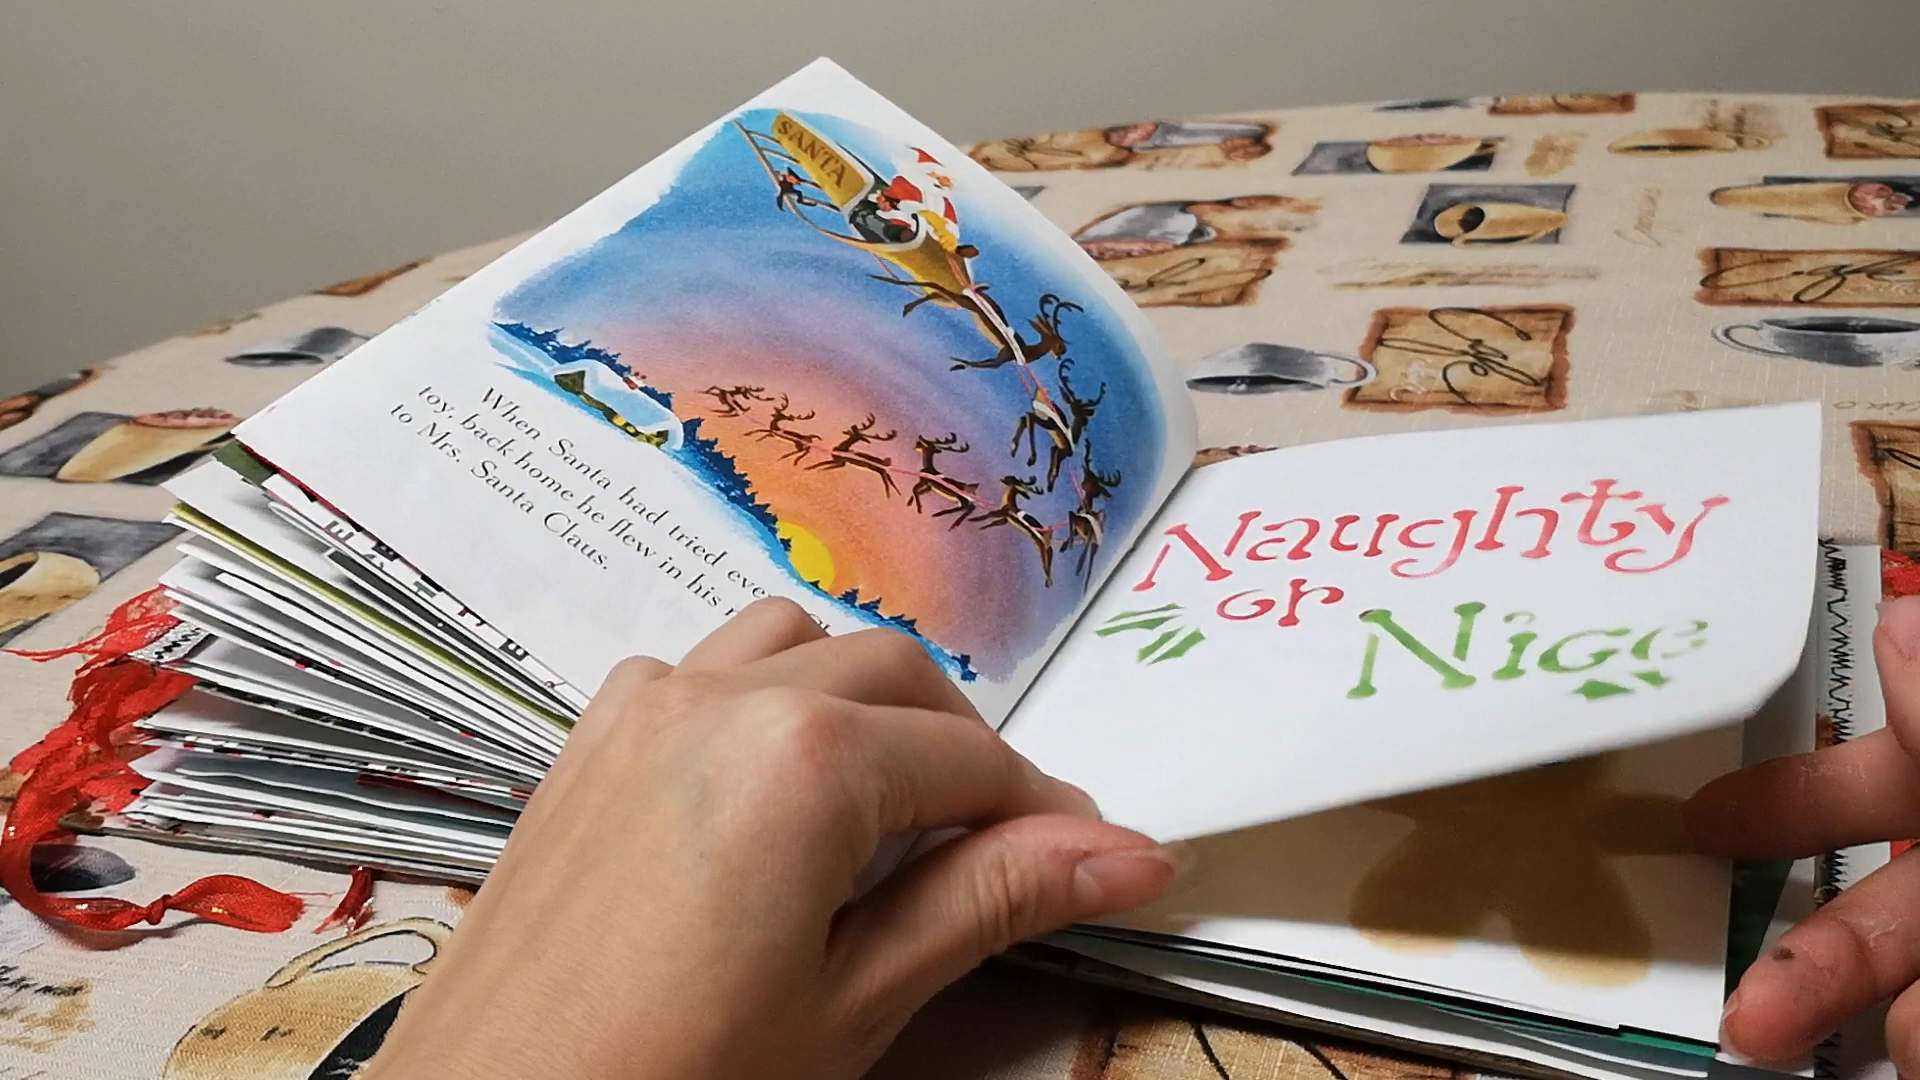 SANTA
When Santa had tried
toy, back home he flew in his
to Mrs. Santa Claus.
Naughty
or Nice